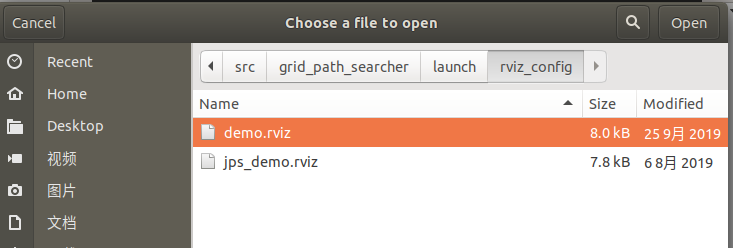 Cancel Choose a file to open Open
Recent
Home
Desktop
视频
图片
文档
src grid_path_searcher launch rviz_config
Name Size Modified
demo.rviz 8.0 kB 25 9月 2019
jps_demo.rviz 7.8 kB 6 8月 2019